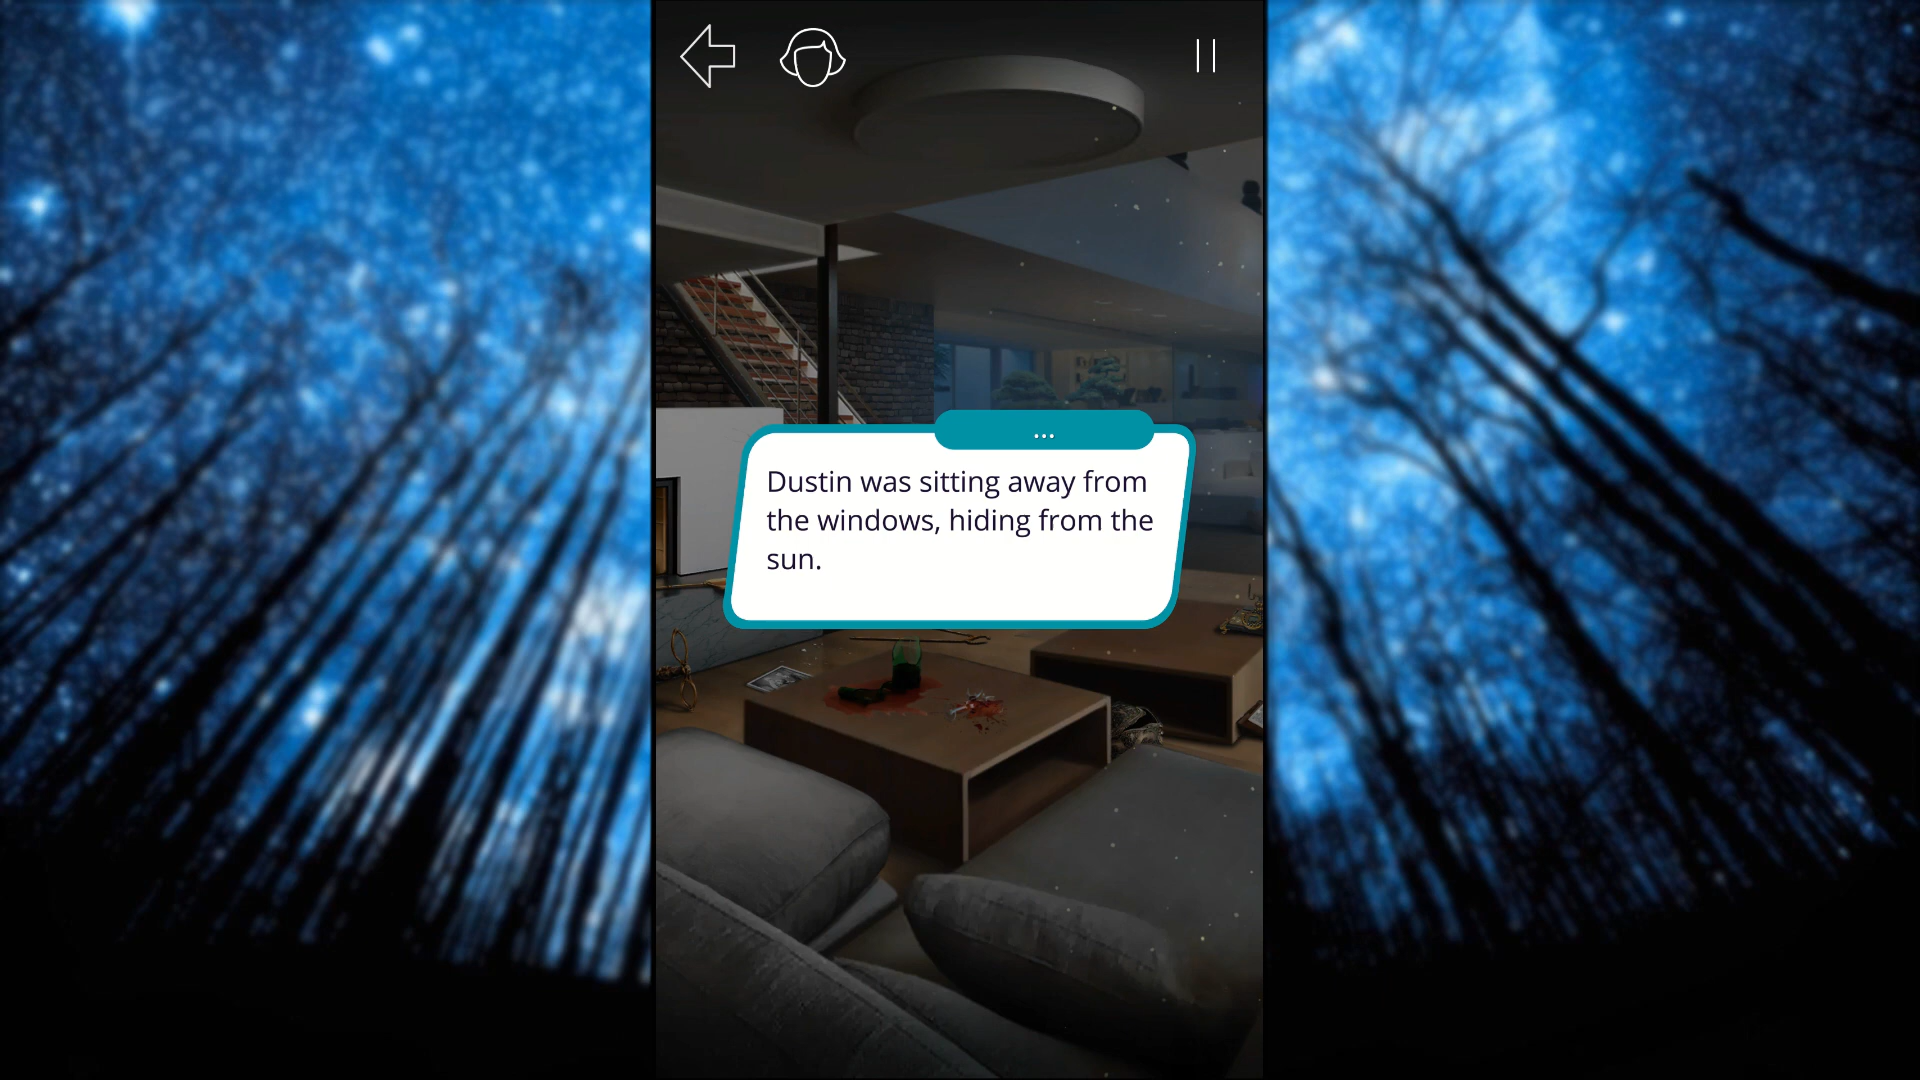 ...
Dustin was sitting away from
the windows, hiding from the
sun.